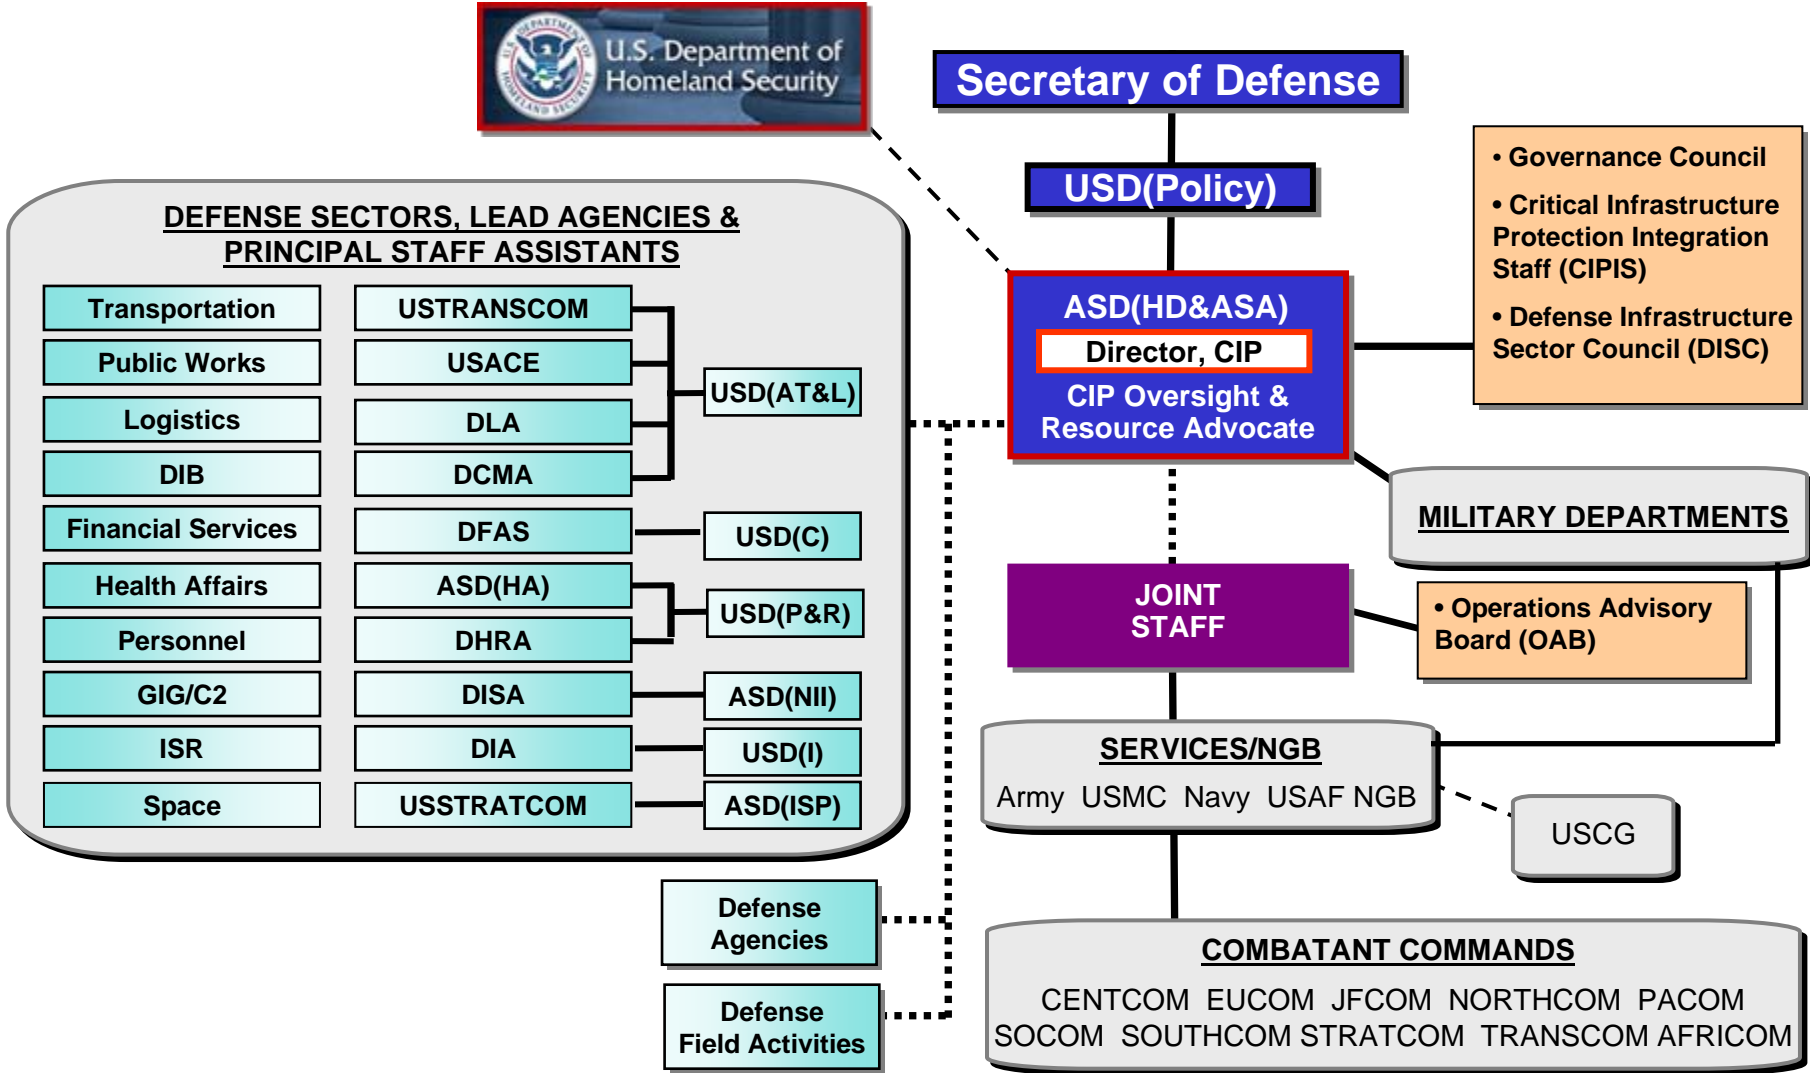 U.S. Department of
Homeland Security
Secretary of Defense
USD(Policy)
• Governance Council
• Critical Infrastructure
Protection Integration
Staff (CIPIS)
• Defense Infrastructure
Sector Council (DISC)
ASD(HD&ASA)
Director, CIP
CIP Oversight &
Resource Advocate
DEFENSE SECTORS, LEAD AGENCIES &
PRINCIPAL STAFF ASSISTANTS
Transportation
USTRANSCOM
Public Works
USACE
USD(AT&L)
Logistics
DLA
DIB
DCMA
Financial Services
DFAS
USD(C)
Health Affairs
ASD(HA)
USD(P&R)
Personnel
DHRA
GIG/C2
DISA
ASD(NII)
ISR
DIA
USD(I)
Space
USSTRATCOM
ASD(ISP)
MILITARY DEPARTMENTS
JOINT
STAFF
• Operations Advisory
Board (OAB)
SERVICES/NGB
Army USMC Navy USAF NGB
USCG
Defense
Agencies
Defense
Field Activities
COMBATANT COMMANDS
CENTCOM EUCOM JFCOM NORTHCOM PACOM
SOCOM SOUTHCOM STRATCOM TRANSCOM AFRICOM